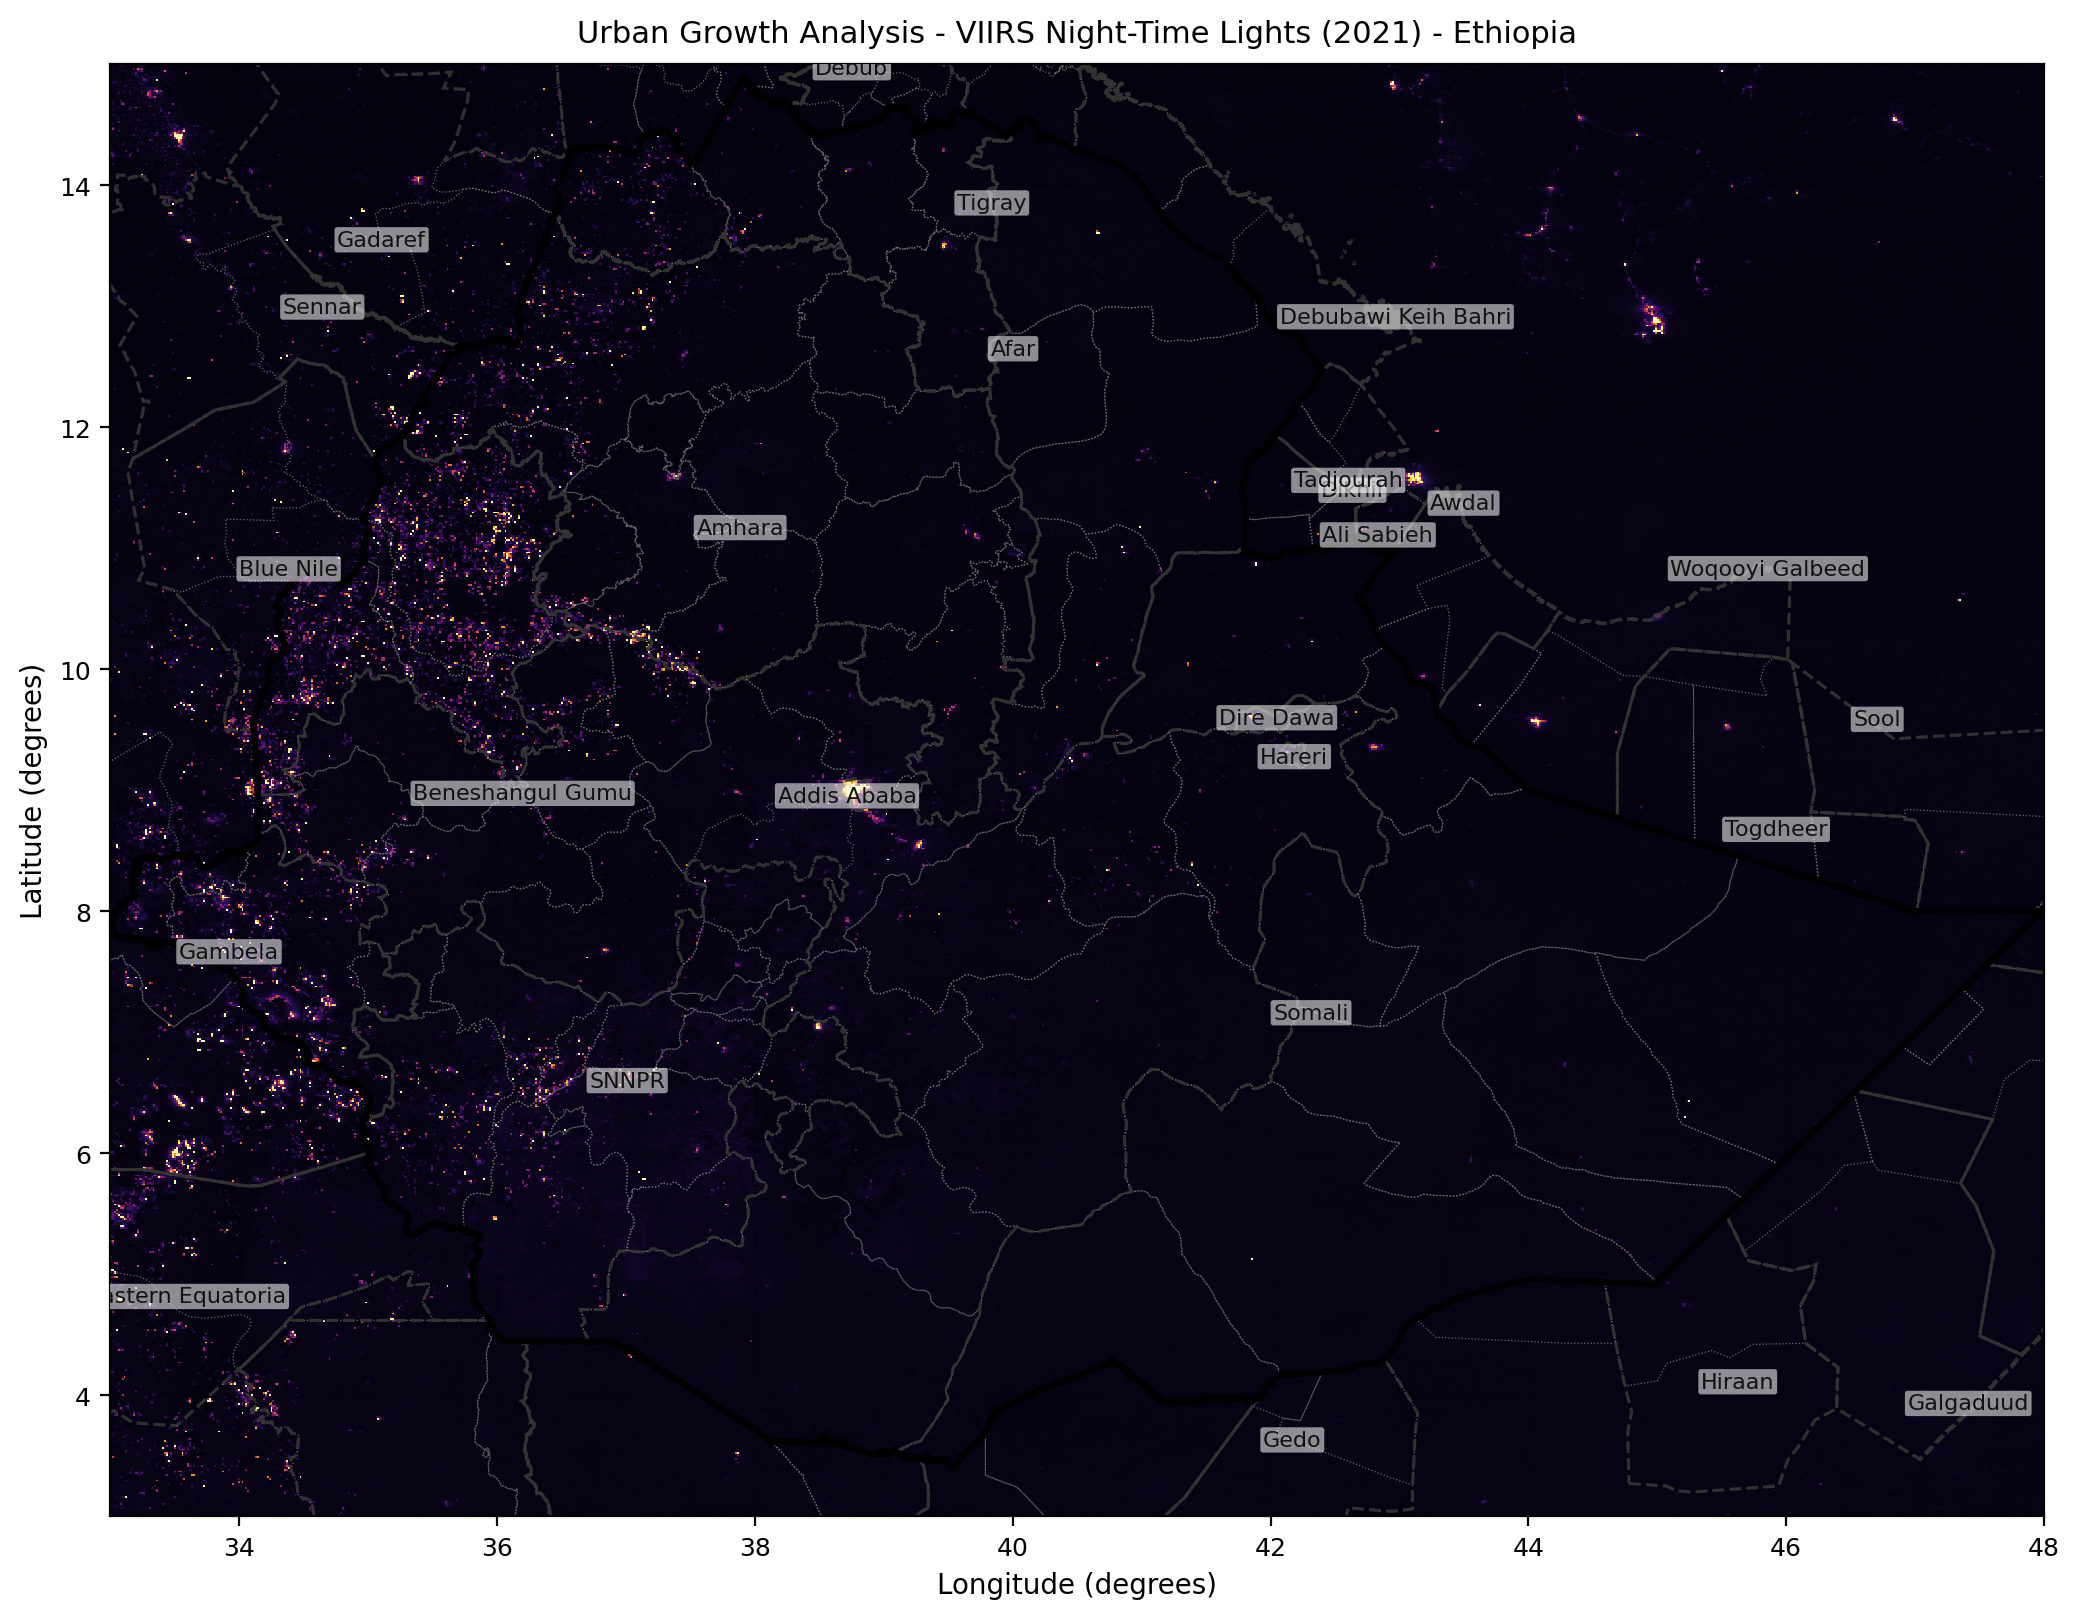 Urban Growth Analysis - VIIRS Night-Time Lights (2021) - Ethiopia
Debub
14
Tigray
Gadaref
Sennar
Debubawi Keih Bahri
Afar
12
Tadjourah
Dikhil
Awdal
Amhara
Ali Sabieh
Blue Nile
Woqooyi Galbeed
10
Dire Dawa
Sool
Hareri
Beneshangul Gumu
Addis Ababa
Togdheer
8
Gambela
Somali
SNNPR
6
astern Equatoria
4
Hiraan
Galgaduud
Gedo
34
36
38
40
42
44
46
48
Longitude (degrees)
Latitude (degrees)